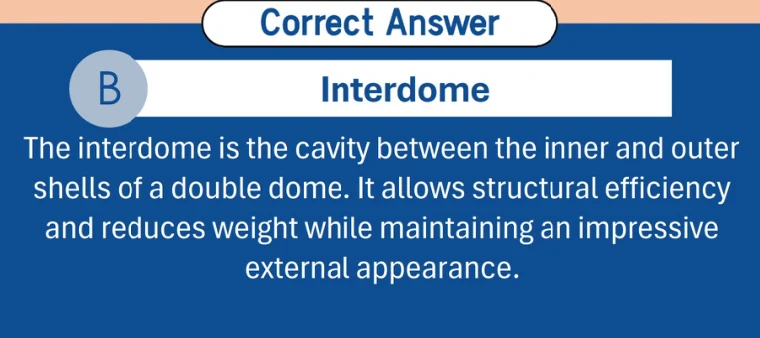 Correct Answer
B
Interdome
The interdome is the cavity between the inner and outer
shells of a double dome. It allows structural efficiency
and reduces weight while maintaining an impressive
external appearance.